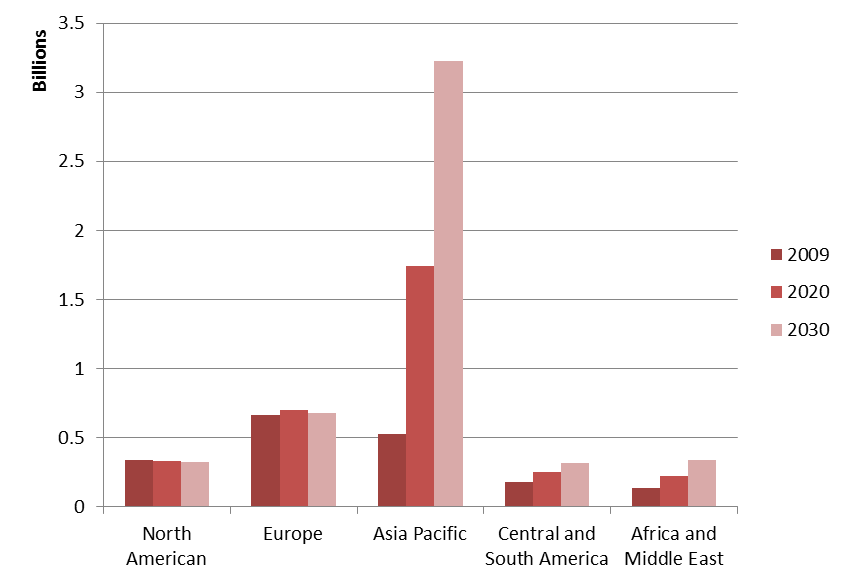 Billions
3.5
3
2.5
2
1.5
1
0.5
0
North
American
Europe
Asia Pacific
Central and
South America
Africa and
Middle East
2009
2020
2030